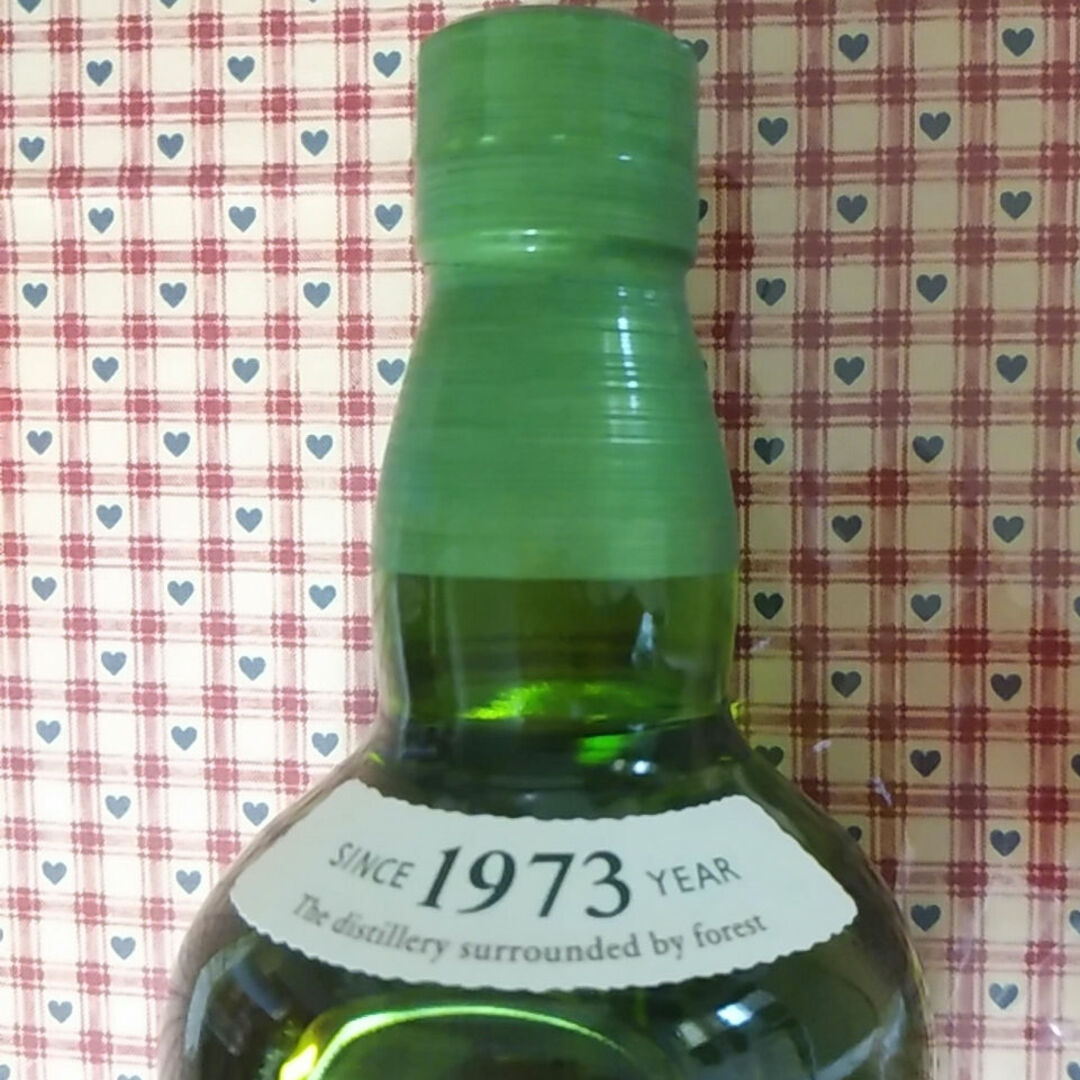 SINCE 1973 YEAR
The distillery surrounded by forest